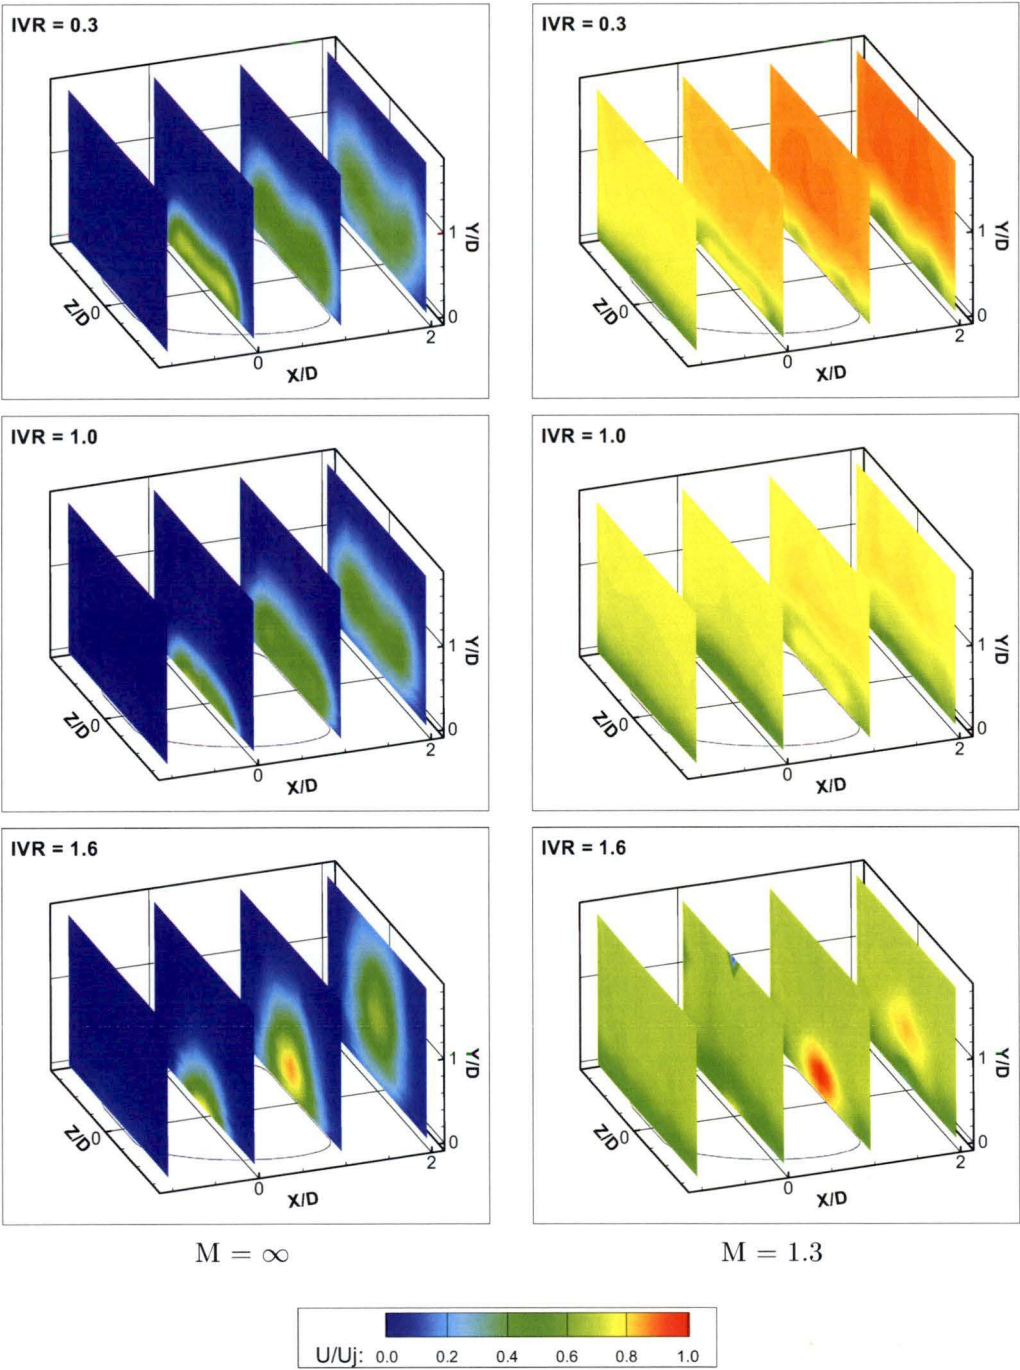 IVR = 0.3
Y/D
1
0
Z/D
0
0
2
X/D
IVR = 0.3
Y/D
1
0
Z/D
0
0
2
X/D
IVR = 1.0
Y/D
1
0
Z/D
0
0
2
X/D
IVR = 1.0
Y/D
1
0
Z/D
0
0
2
X/D
IVR = 1.6
Y/D
1
0
Z/D
0
0
2
X/D
IVR = 1.6
Y/D
1
0
Z/D
0
0
2
X/D
M = ∞
M = 1.3
U/Uj: 0.0 0.2 0.4 0.6 0.8 1.0